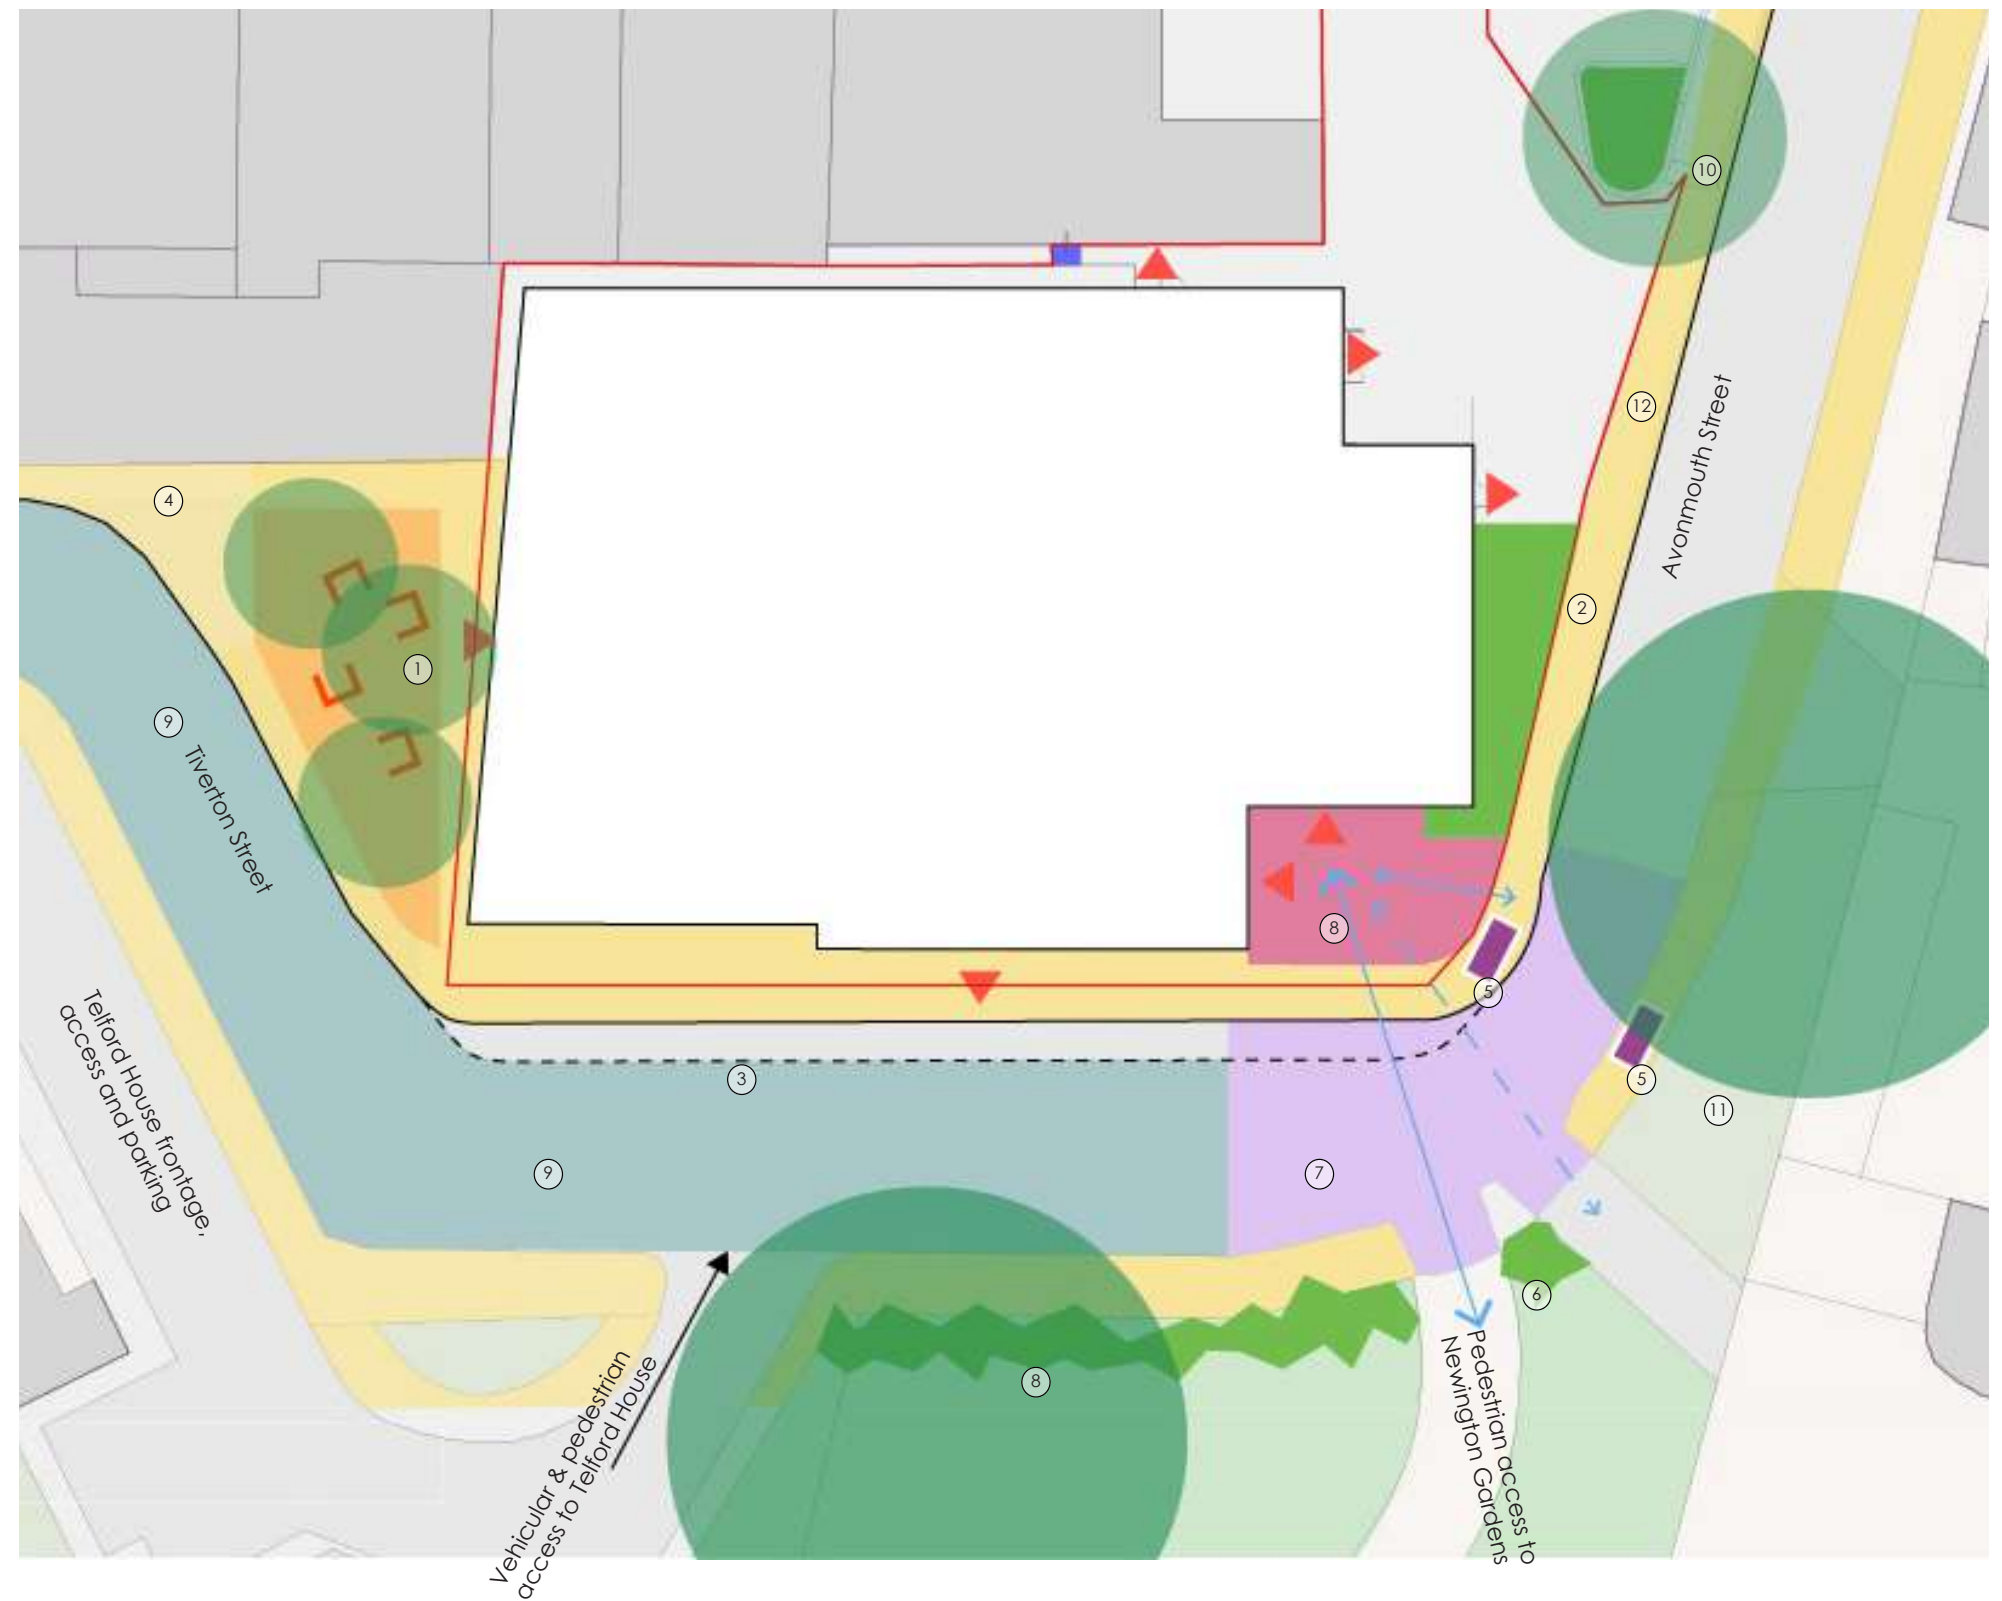 10
12
Avonmouth Street
4
2
1
9
Tiverton Street
8
5
Telford House frontage,
access and parking
3
5
11
9
7
6
8
Vehicular & pedestrian
access to Telford House
Pedestrian access to
Newington Gardens